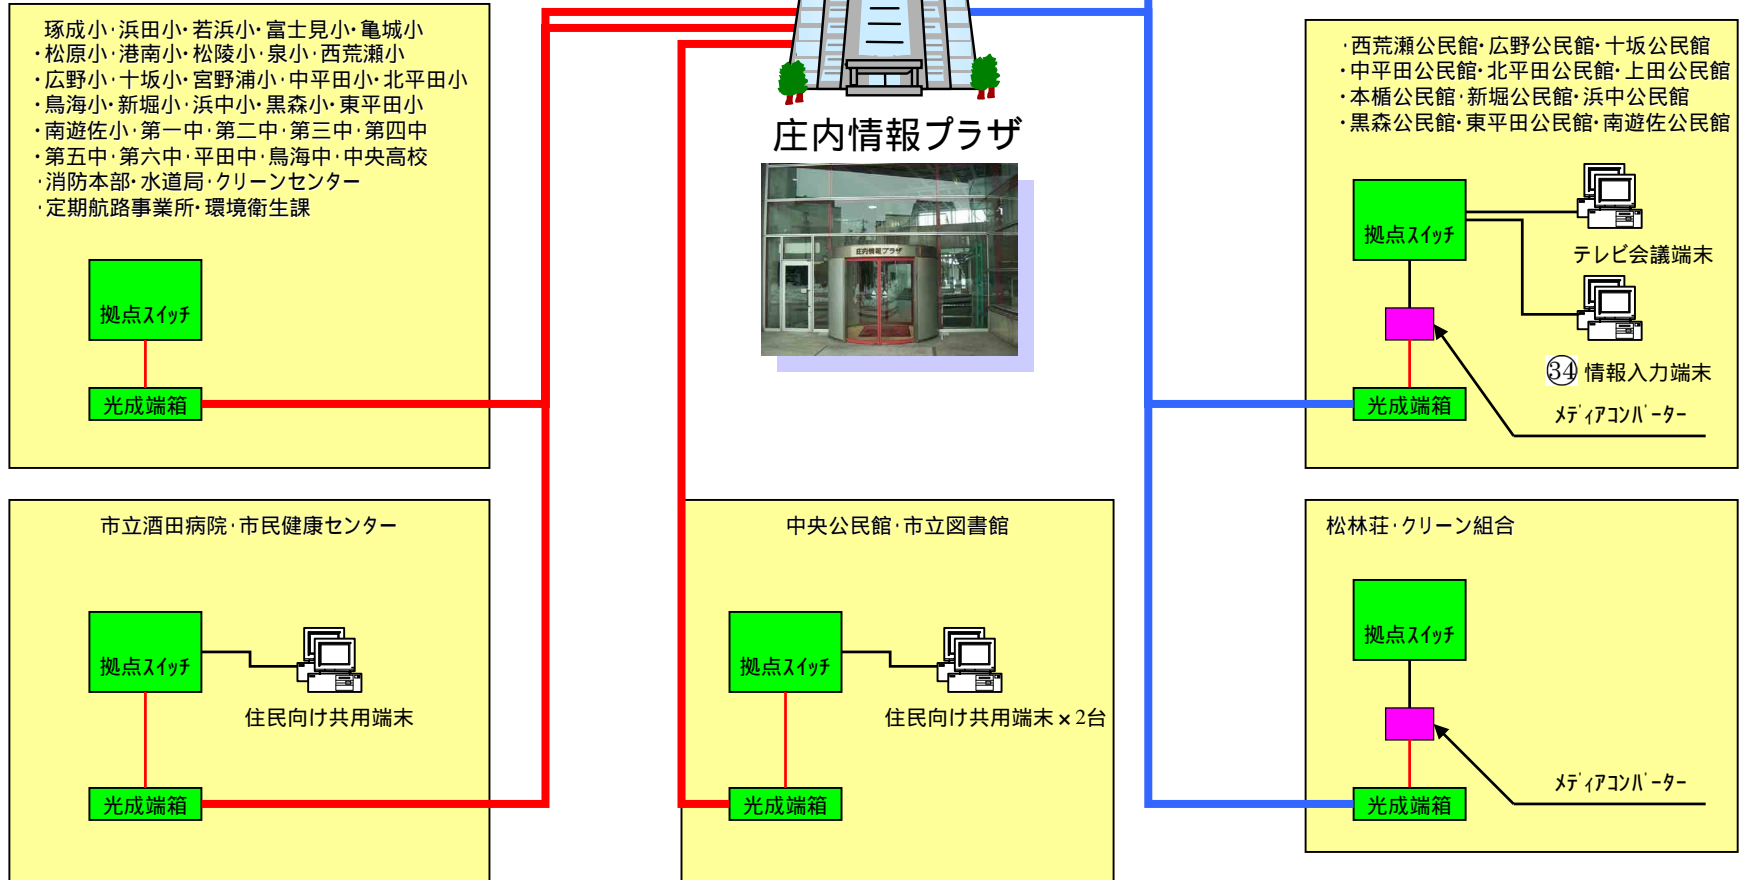 琢成小・浜田小・若浜小・富士見小・亀城小
・松原小・港南小・松陵小・泉小・西荒瀬小
・広野小・十坂小・宮野浦小・中平田小・北平田小
・鳥海小・新堀小・浜中小・黒森小・東平田小
・南遊佐小・第一中・第二中・第三中・第四中
・第五中・第六中・平田中・鳥海中・中央高校
・消防本部・水道局・クリーンセンター
・定期航路事業所・環境衛生課
拠点スイッチ
光成端箱
庄内情報プラザ
庄内情報プラザ
・西荒瀬公民館・広野公民館・十坂公民館
・中平田公民館・北平田公民館・上田公民館
・本楯公民館・新堀公民館・浜中公民館
・黒森公民館・東平田公民館・南遊佐公民館
拠点スイッチ
テレビ会議端末
㉞ 情報入力端末
光成端箱
メディアコンバーター
市立酒田病院・市民健康センター
拠点スイッチ
住民向け共用端末
光成端箱
中央公民館・市立図書館
拠点スイッチ
住民向け共用端末×2台
光成端箱
松林荘・クリーン組合
拠点スイッチ
メディアコンバーター
光成端箱